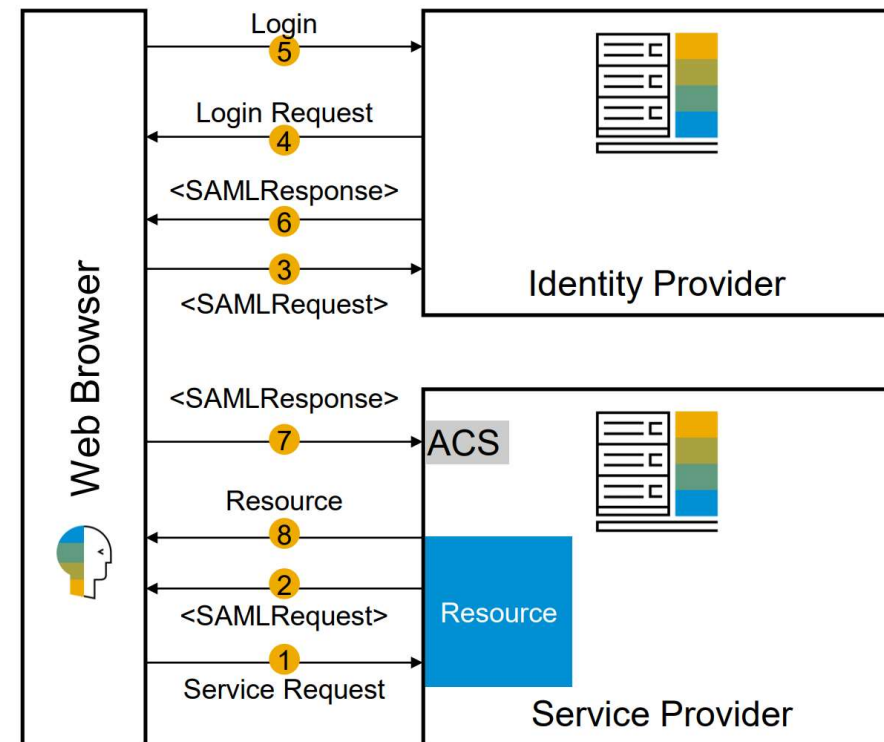 Login
5
Login Request
4
<SAMLResponse>
6
3
<SAMLRequest>
Identity Provider
Web Browser
<SAMLResponse>
7
ACS
Resource
8
2
<SAMLRequest>
Resource
1
Service Request
Service Provider